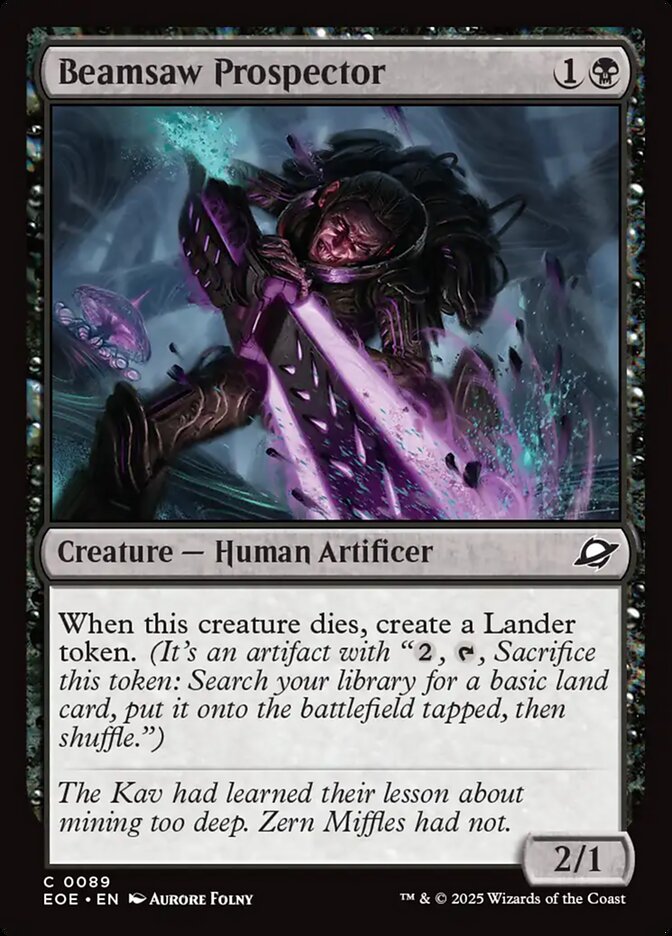 Beamsaw Prospector 1
Creature — Human Artificer
When this creature dies, create a Lander
token. (It's an artifact with “2, , Sacrifice
this token: Search your library for a basic land
card, put it onto the battlefield tapped, then
shuffle.”)
The Kav had learned their lesson about
mining too deep. Zern Miffles had not.
2/1
C 0089
EOE • EN Aurore Folny
™ & © 2025 Wizards of the Coast